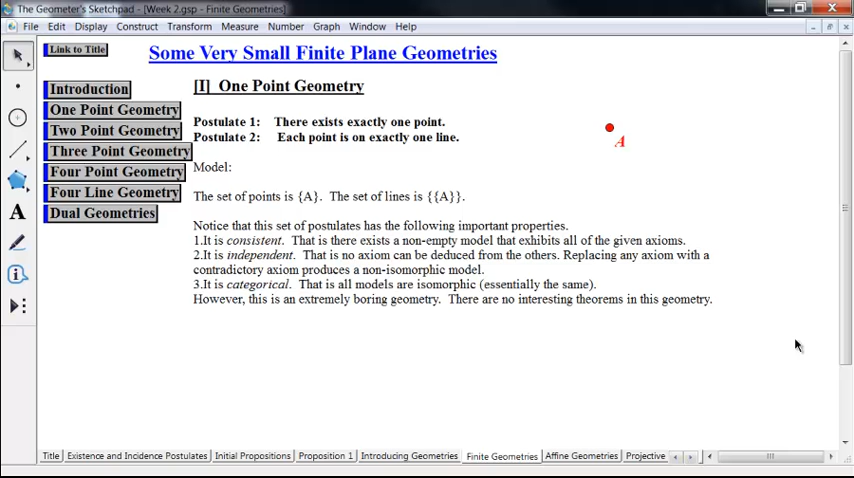 The Geometer's Sketchpad - [Week 2.gsp - Finite Geometries]
File Edit Display Construct Transform Measure Number Graph Window Help
Link to Title
Some Very Small Finite Plane Geometries
Introduction
One Point Geometry
Two Point Geometry
Three Point Geometry
Four Point Geometry
Four Line Geometry
Dual Geometries
[I] One Point Geometry
Postulate 1: There exists exactly one point.
Postulate 2: Each point is on exactly one line.
A
Model:
The set of points is {A}. The set of lines is {{A}}.
Notice that this set of postulates has the following important properties.
1.It is consistent. That is there exists a non-empty model that exhibits all of the given axioms.
2.It is independent. That is no axiom can be deduced from the others. Replacing any axiom with a
contradictory axiom produces a non-isomorphic model.
3.It is categorical. That is all models are isomorphic (essentially the same).
However, this is an extremely boring geometry. There are no interesting theorems in this geometry.
A
Title Existence and Incidence Postulates Initial Propositions Proposition 1 Introducing Geometries Finite Geometries Affine Geometries Projective